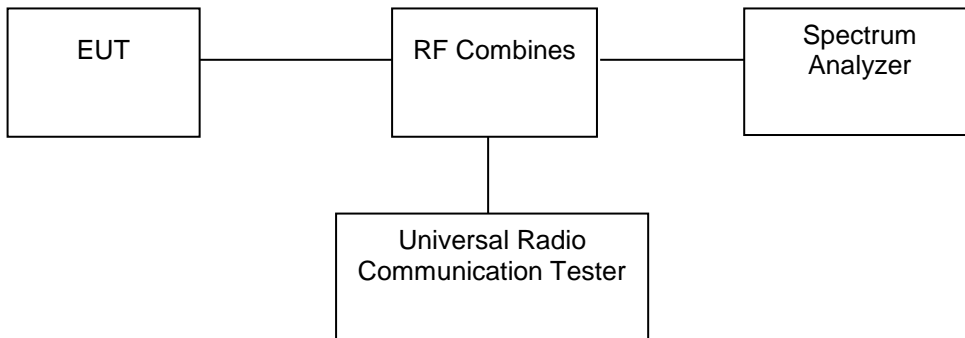 EUT
RF Combines
Spectrum
Analyzer
Universal Radio
Communication Tester